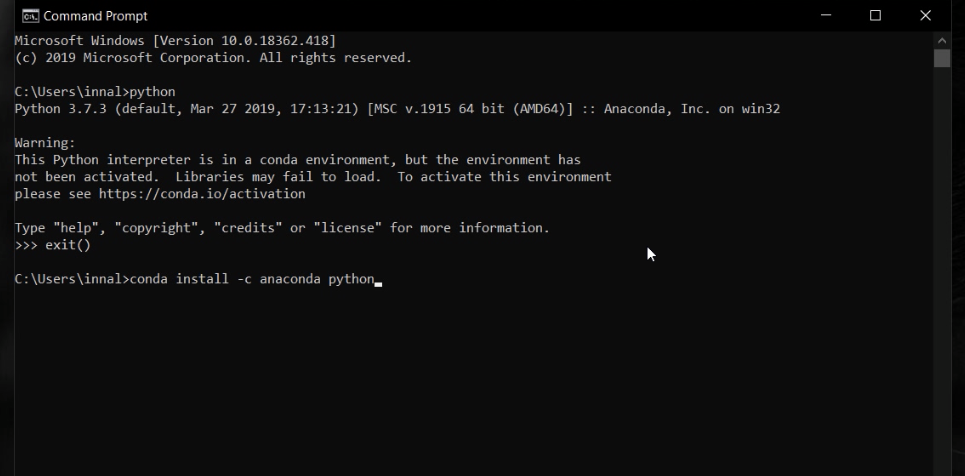 Command Prompt
Microsoft Windows [Version 10.0.18362.418]
(c) 2019 Microsoft Corporation. All rights reserved.
C:\Users\innal>python
Python 3.7.3 (default, Mar 27 2019, 17:13:21) [MSC v.1915 64 bit (AMD64)] :: Anaconda, Inc. on win32
Warning:
This Python interpreter is in a conda environment, but the environment has
not been activated.  Libraries may fail to load.  To activate this environment
please see https://conda.io/activation
Type "help", "copyright", "credits" or "license" for more information.
>>> exit()
C:\Users\innal>conda install -c anaconda python